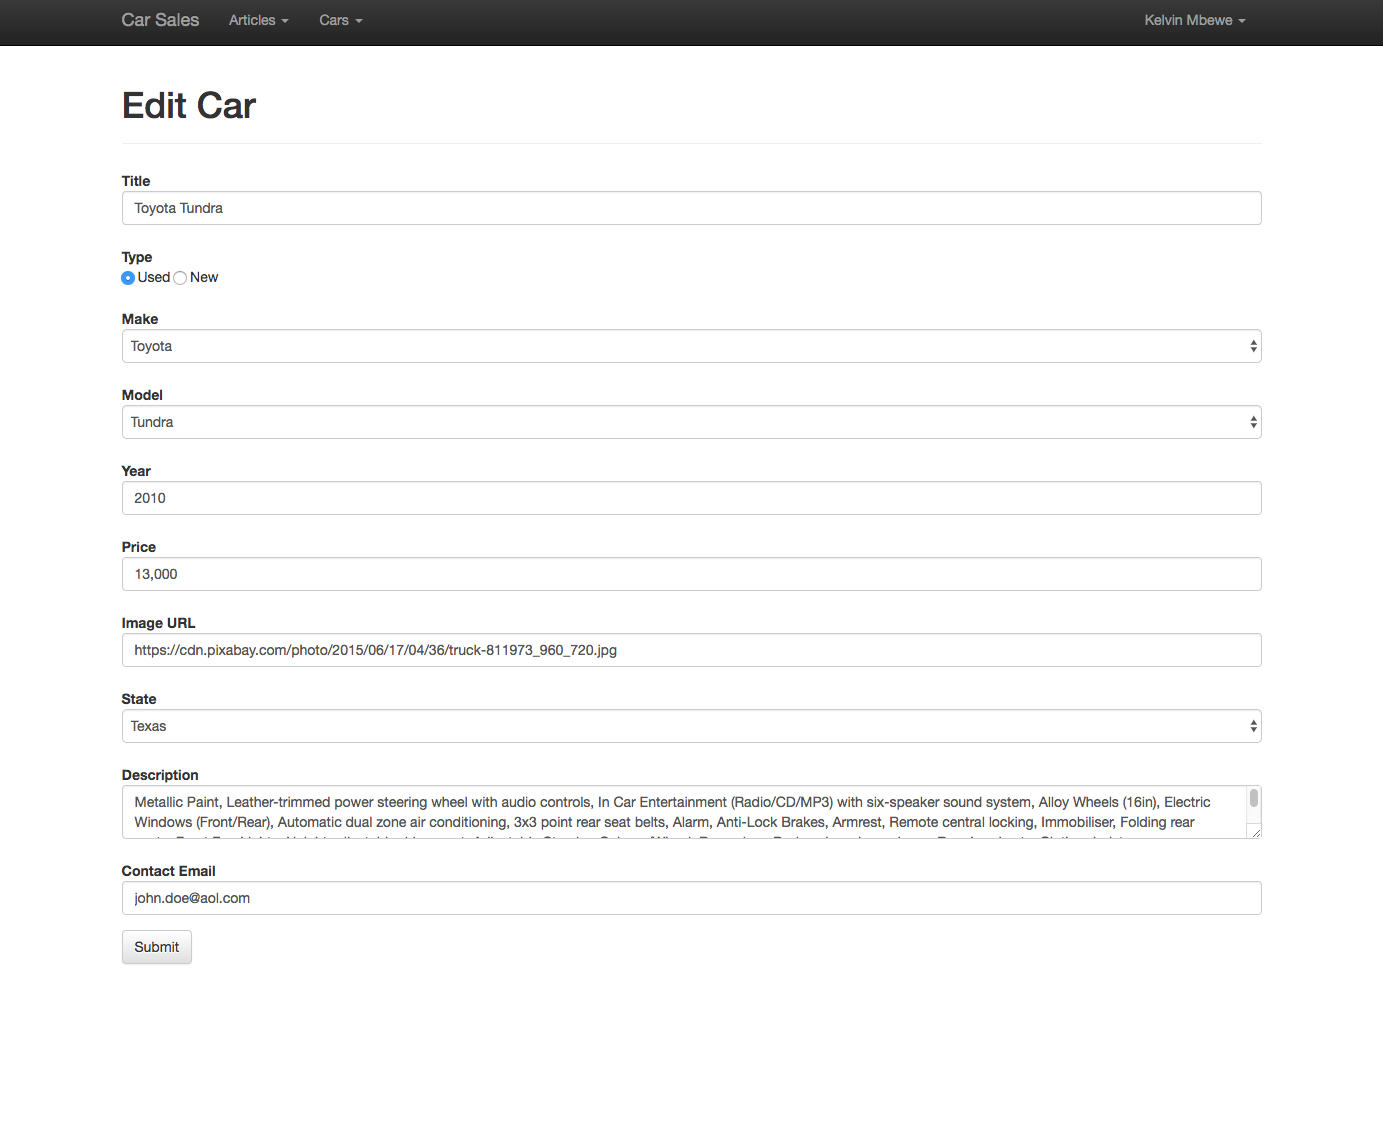 Car Sales Articles Cars Kelvin Mbewe
Edit Car
Title
Toyota Tundra
Type
Used New
Make
Toyota
Model
Tundra
Year
2010
Price
13,000
Image URL
https://cdn.pixabay.com/photo/2015/06/17/04/36/truck-811973_960_720.jpg
State
Texas
Description
Metallic Paint, Leather-trimmed power steering wheel with audio controls, In Car Entertainment (Radio/CD/MP3) with six-speaker sound system, Alloy Wheels (16in), Electric
Windows (Front/Rear), Automatic dual zone air conditioning, 3x3 point rear seat belts, Alarm, Anti-Lock Brakes, Armrest, Remote central locking, Immobiliser, Folding rear
Contact Email
john.doe@aol.com
Submit